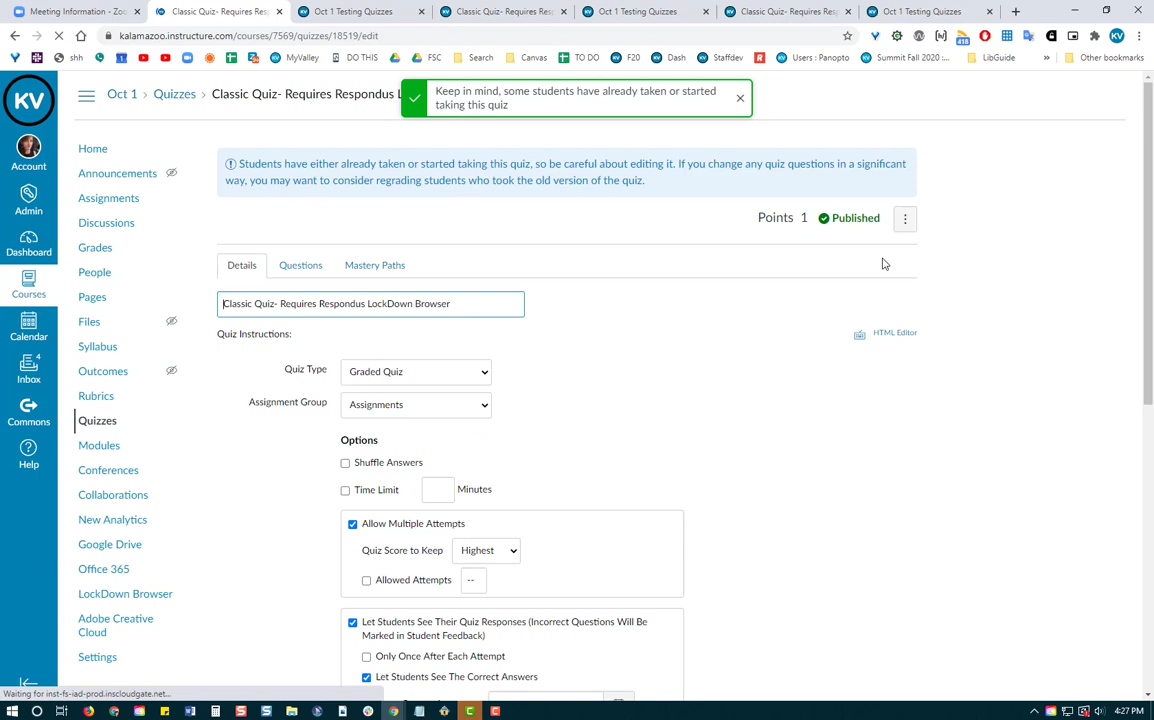 Meeting Information - Zoo
Classic Quiz- Requires Resp
Oct 1 Testing Quizzes
Classic Quiz- Requires Res
Oct 1 Testing Quizzes
Classic Quiz- Requires Res
Oct 1 Testing Quizzes
kalamazoo.instructure.com/courses/7569/quizzes/18519/edit
418
shh
MyValley
DO THIS
FSC
Search
Canvas
TO DO
F20
Dash
Staffdev
Users : Panopto
Summit Fall 2020 :...
LibGuide
Other bookmarks
KV
Oct 1
Quizzes
Classic Quiz- Requires Respondus L
Keep in mind, some students have already taken or started
taking this quiz
Account
Admin
Dashboard
Courses
Calendar
4
Inbox
Commons
Help
Home
Announcements
Assignments
Discussions
Grades
People
Pages
Files
Syllabus
Outcomes
Rubrics
Quizzes
Modules
Conferences
Collaborations
New Analytics
Google Drive
Office 365
LockDown Browser
Adobe Creative
Cloud
Settings
Students have either already taken or started taking this quiz, so be careful about editing it. If you change any quiz questions in a significant
way, you may want to consider regrading students who took the old version of the quiz.
Points 1
Published
Details
Questions
Mastery Paths
Classic Quiz- Requires Respondus LockDown Browser
Quiz Instructions:
HTML Editor
Quiz Type
Graded Quiz
Assignment Group
Assignments
Options
Shuffle Answers
Time Limit
Minutes
Allow Multiple Attempts
Quiz Score to Keep
Highest
Allowed Attempts
--
Let Students See Their Quiz Responses (Incorrect Questions Will Be
Marked in Student Feedback)
Only Once After Each Attempt
Let Students See The Correct Answers
Waiting for inst-fs-iad-prod.inscloudgate.net...
4:27 PM